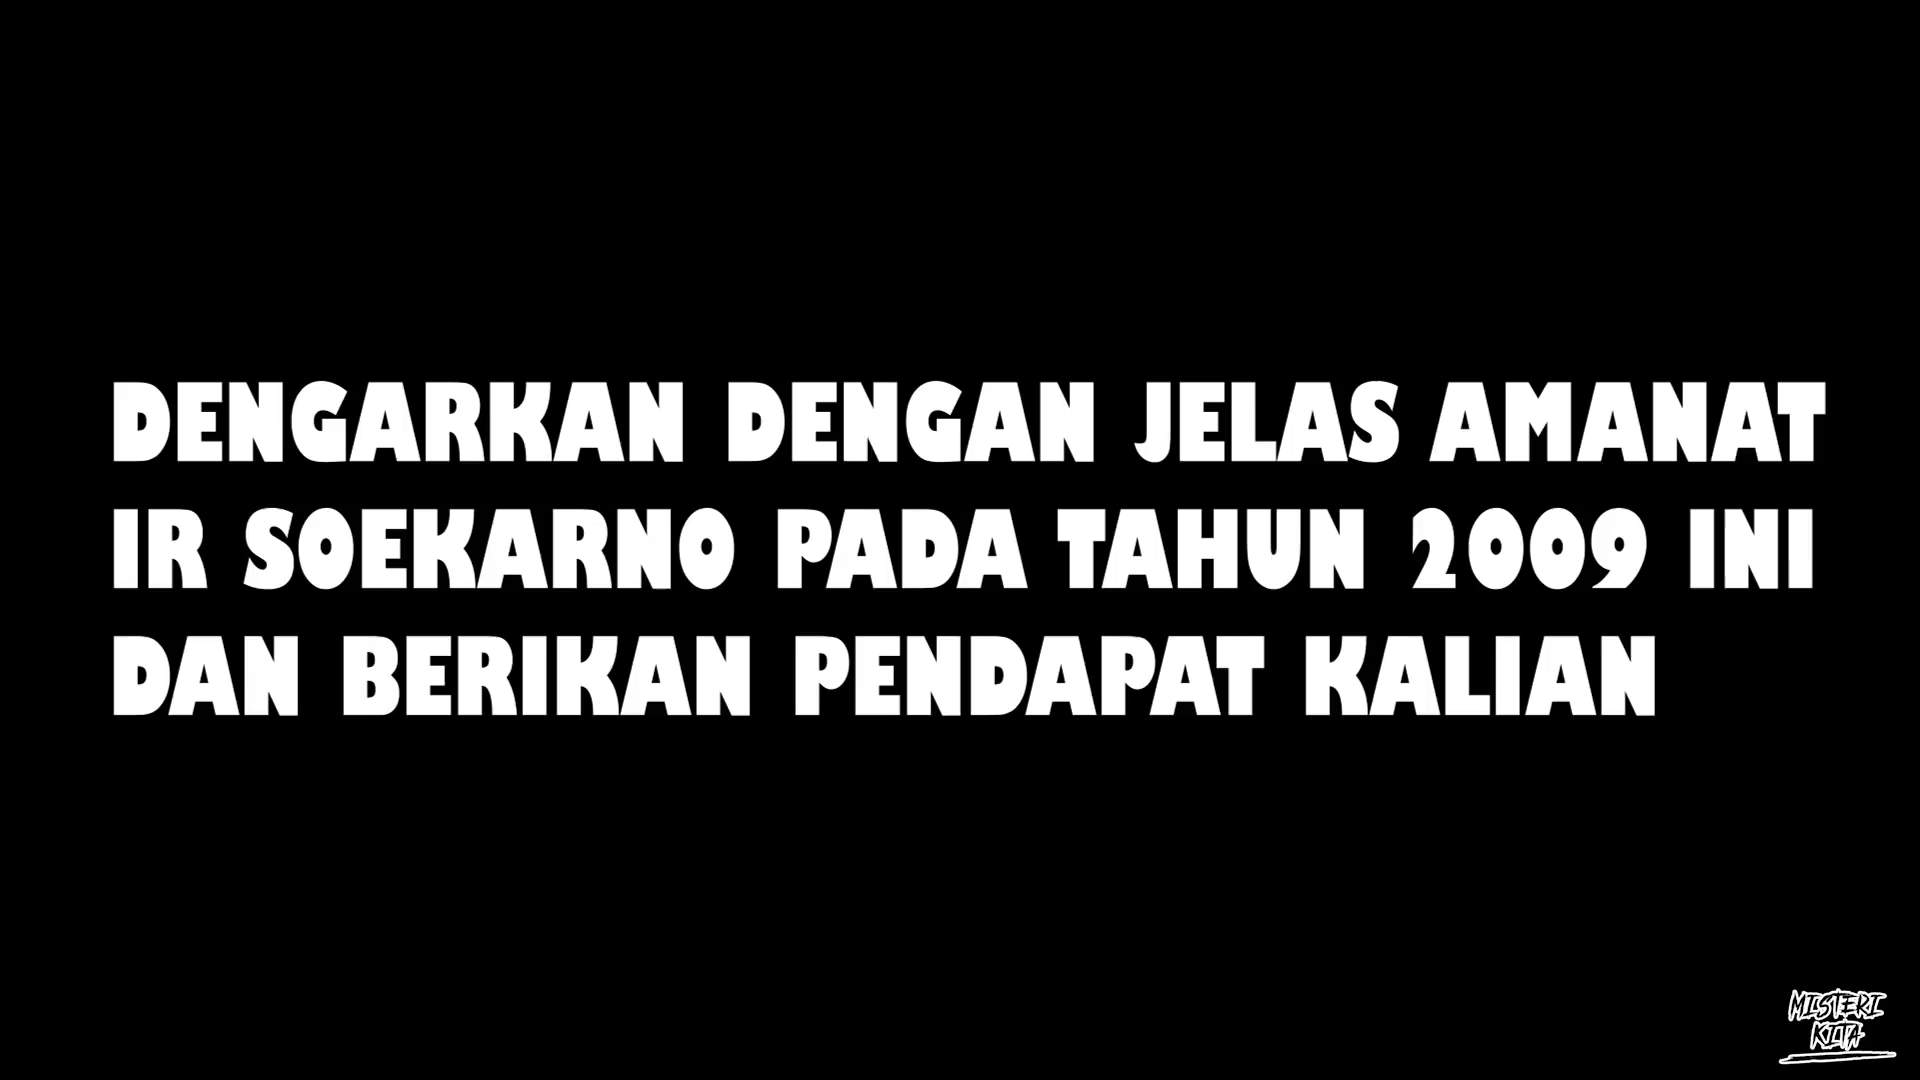 DENGARKAN DENGAN JELAS AMANAT
IR SOEKARNO PADA TAHUN 2009 INI
DAN BERIKAN PENDAPAT KALIAN
MISTERI
KITA